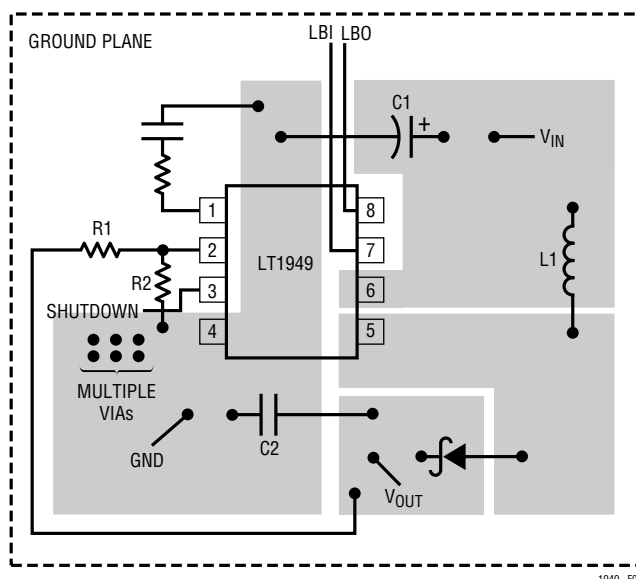 GROUND PLANE
LBI LBO
C1
+
VIN
1
8
R1
2
7
LT1949
L1
R2
3
6
SHUTDOWN
4
5
MULTIPLE
VIAs
C2
GND
VOUT